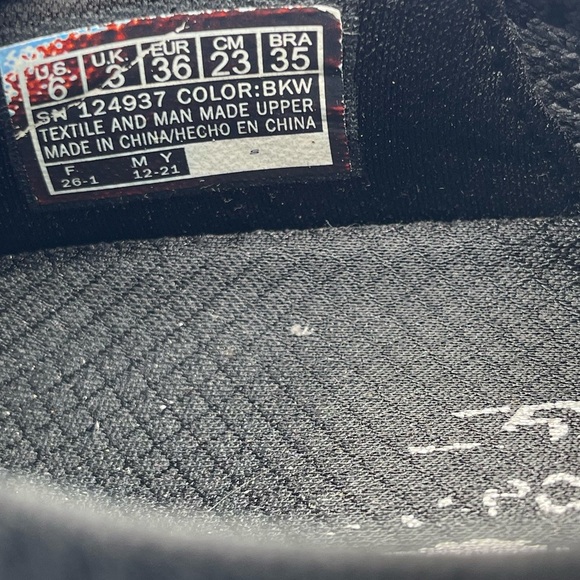 U.S. U.K. EUR CM BRA
6 3 36 23 35
SN 124937 COLOR:BKW
TEXTILE AND MAN MADE UPPER
MADE IN CHINA/HECHO EN CHINA
F M Y
26-1 12-21